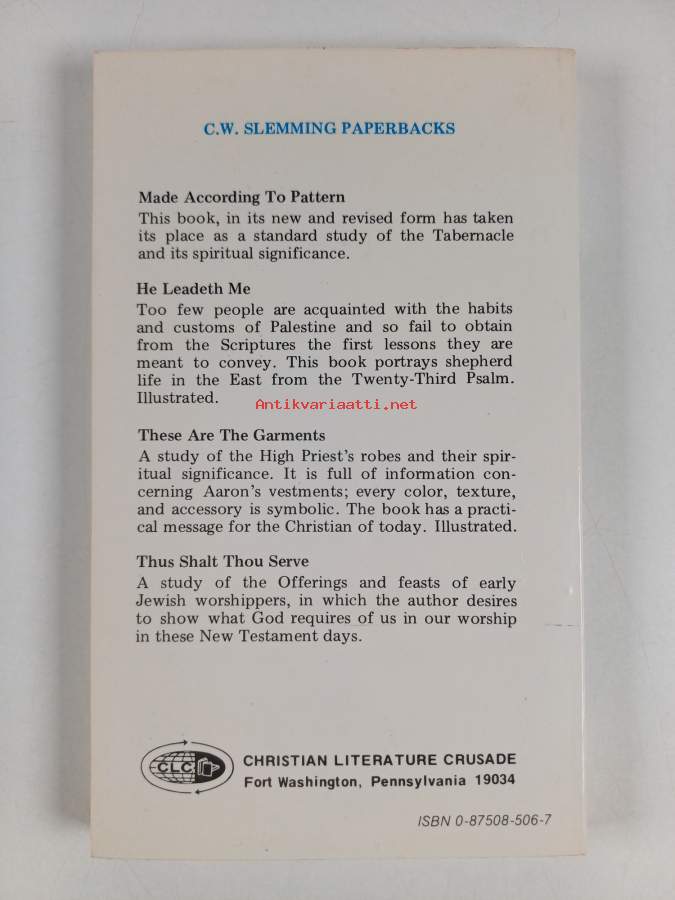 C.W. SLEMMING PAPERBACKS
Made According To Pattern
This book, in its new and revised form has taken
its place as a standard study of the Tabernacle
and its spiritual significance.
He Leadeth Me
Too few people are acquainted with the habits
and customs of Palestine and so fail to obtain
from the Scriptures the first lessons they are
meant to convey. This book portrays shepherd
life in the East from the Twenty-Third Psalm.
Illustrated.
Antikvariaatti.net
These Are The Garments
A study of the High Priest's robes and their spir-
itual significance. It is full of information con-
cerning Aaron's vestments; every color, texture,
and accessory is symbolic. The book has a practi-
cal message for the Christian of today. Illustrated.
Thus Shalt Thou Serve
A study of the Offerings and feasts of early
Jewish worshippers, in which the author desires
to show what God requires of us in our worship
in these New Testament days.
CLC
CHRISTIAN LITERATURE CRUSADE
Fort Washington, Pennsylvania 19034
ISBN 0-87508-506-7